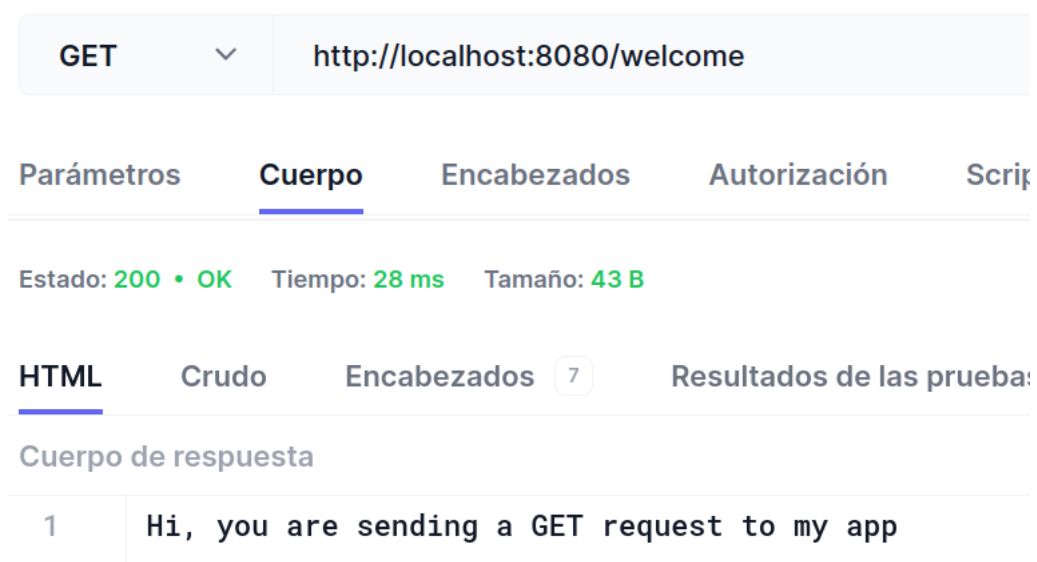 GET http://localhost:8080/welcome
Parámetros Cuerpo Encabezados Autorización Scrip
Estado: 200 • OK Tiempo: 28 ms Tamaño: 43 B
HTML Crudo Encabezados 7 Resultados de las pruebas
Cuerpo de respuesta
1 Hi, you are sending a GET request to my app